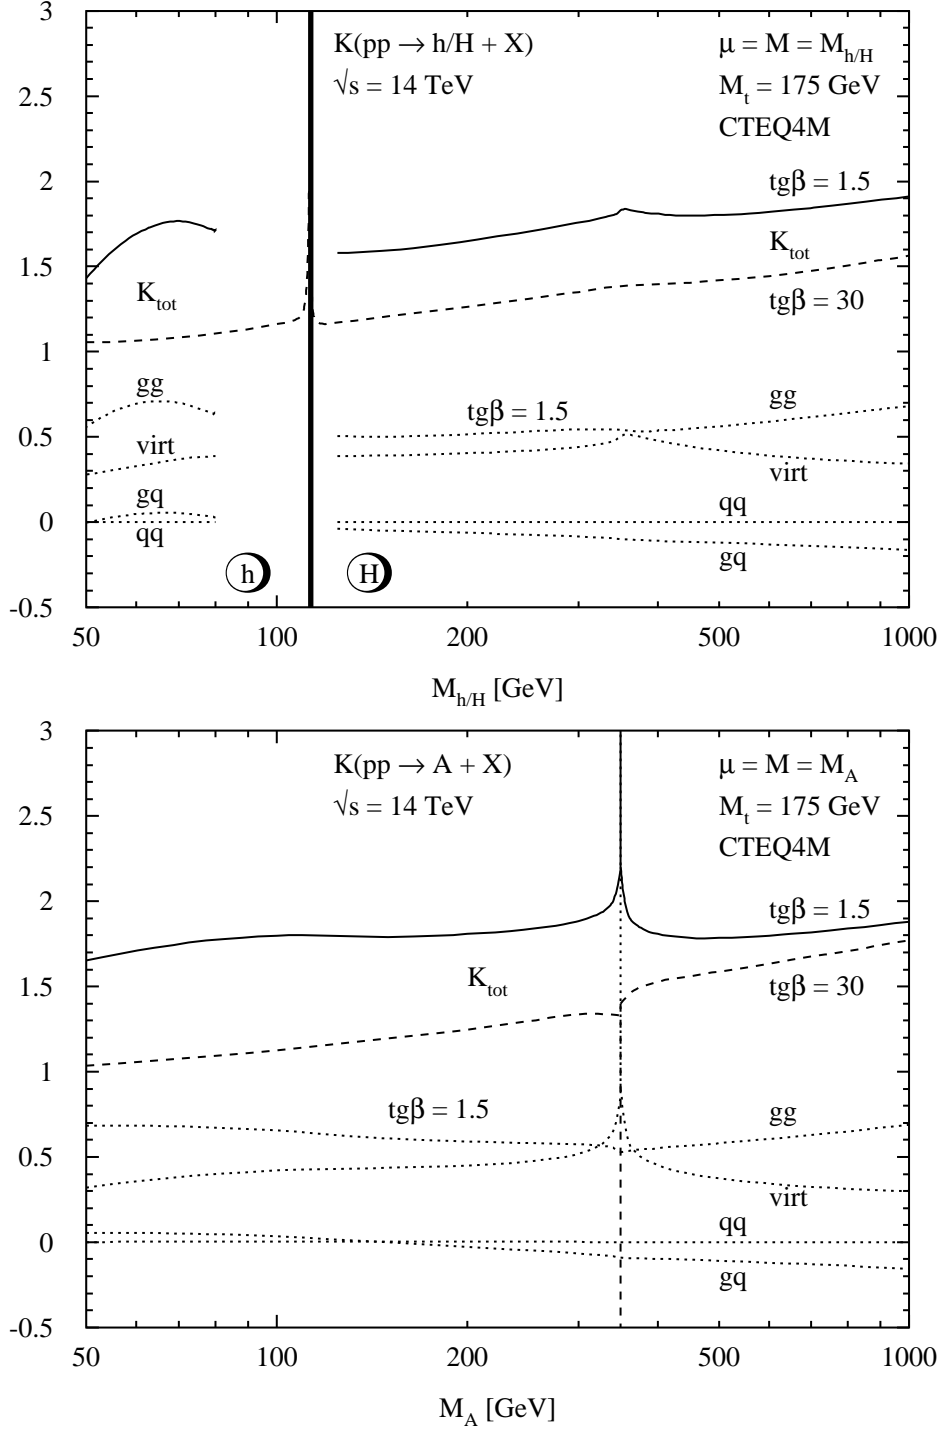 3
K(pp → h/H + X)
μ = M = M_h/H
√s = 14 TeV
M_t = 175 GeV
2.5
CTEQ4M
2
tgβ = 1.5
K_tot
1.5
K_tot
tgβ = 30
1
gg
tgβ = 1.5
gg
0.5
virt
virt
gq
qq
0
qq
gq
h
H
-0.5
50
100
200
500
1000
M_h/H [GeV]
3
K(pp → A + X)
μ = M = M_A
√s = 14 TeV
M_t = 175 GeV
2.5
CTEQ4M
2
tgβ = 1.5
K_tot
tgβ = 30
1.5
1
tgβ = 1.5
gg
0.5
virt
qq
0
gq
-0.5
50
100
200
500
1000
M_A [GeV]